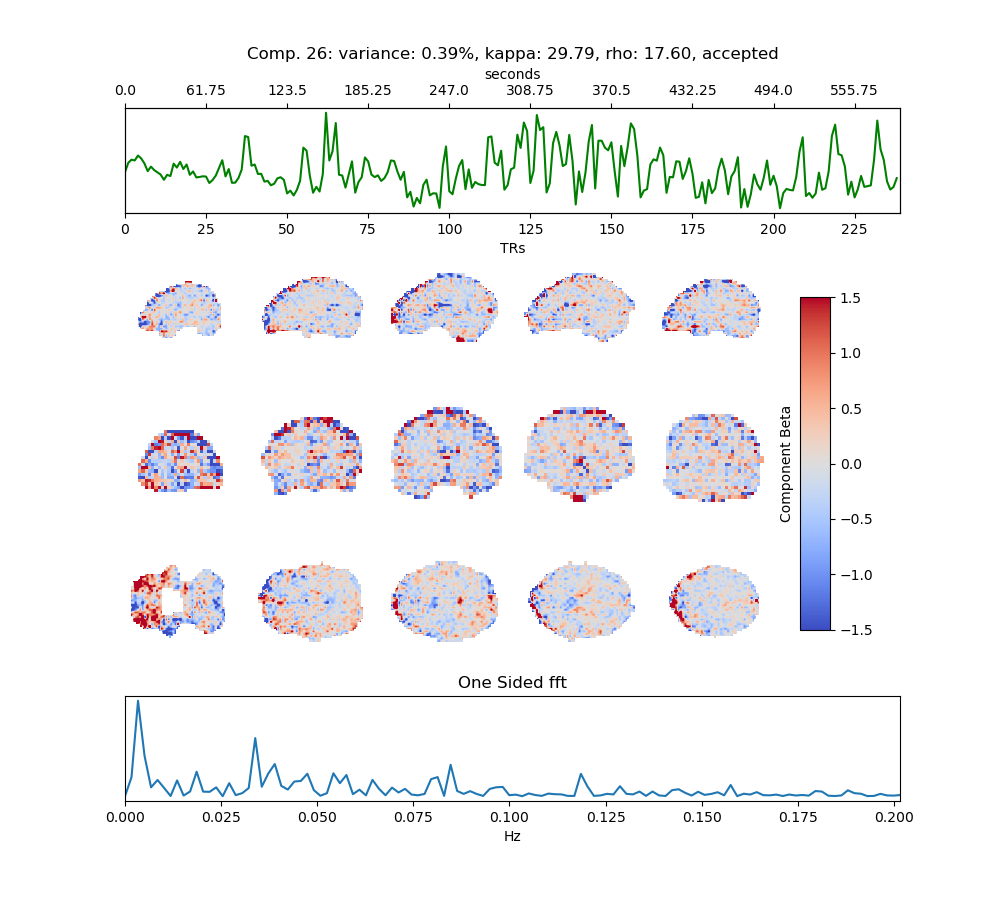 Comp. 26: variance: 0.39%, kappa: 29.79, rho: 17.60, accepted
seconds
0.0 61.75 123.5 185.25 247.0 308.75 370.5 432.25 494.0 555.75
0 25 50 75 100 125 150 175 200 225
TRs
1.5
1.0
0.5
0.0
−0.5
−1.0
−1.5
Component Beta
One Sided fft
0.000 0.025 0.050 0.075 0.100 0.125 0.150 0.175 0.200
Hz